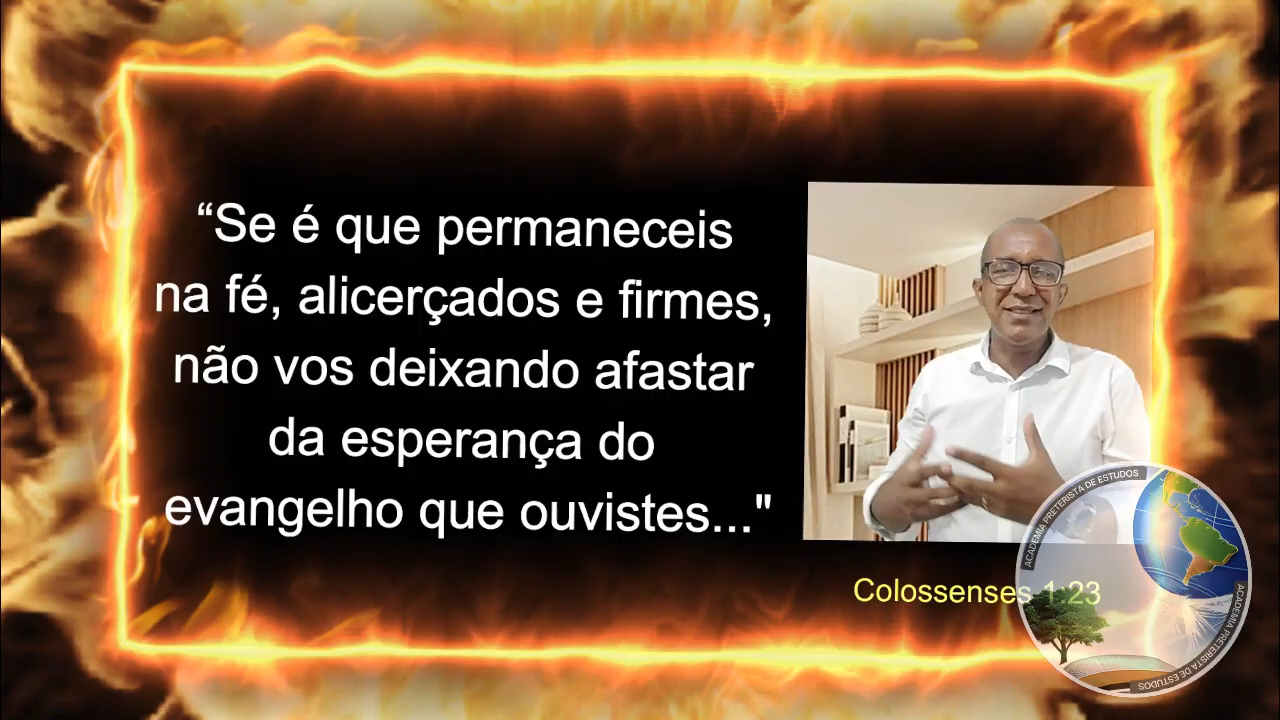 “Se é que permaneceis
na fé, alicerçados e firmes,
não vos deixando afastar
da esperança do
evangelho que ouvistes..."
Colossenses 1:23
ACADEMIA PRETERISTA DE ESTUDOS
ACADEMIA PRETERISTA DE ESTUDOS